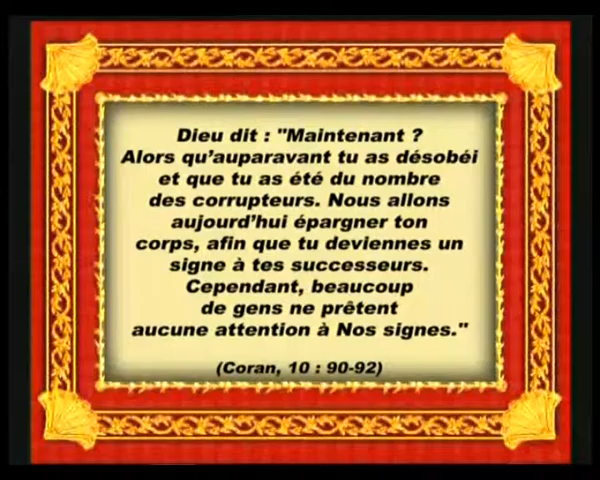 Dieu dit : "Maintenant ?
Alors qu'auparavant tu as désobéi
et que tu as été du nombre
des corrupteurs. Nous allons
aujourd'hui épargner ton
corps, afin que tu deviennes un
signe à tes successeurs.
Cependant, beaucoup
de gens ne prêtent
aucune attention à Nos signes."
(Coran, 10 : 90-92)